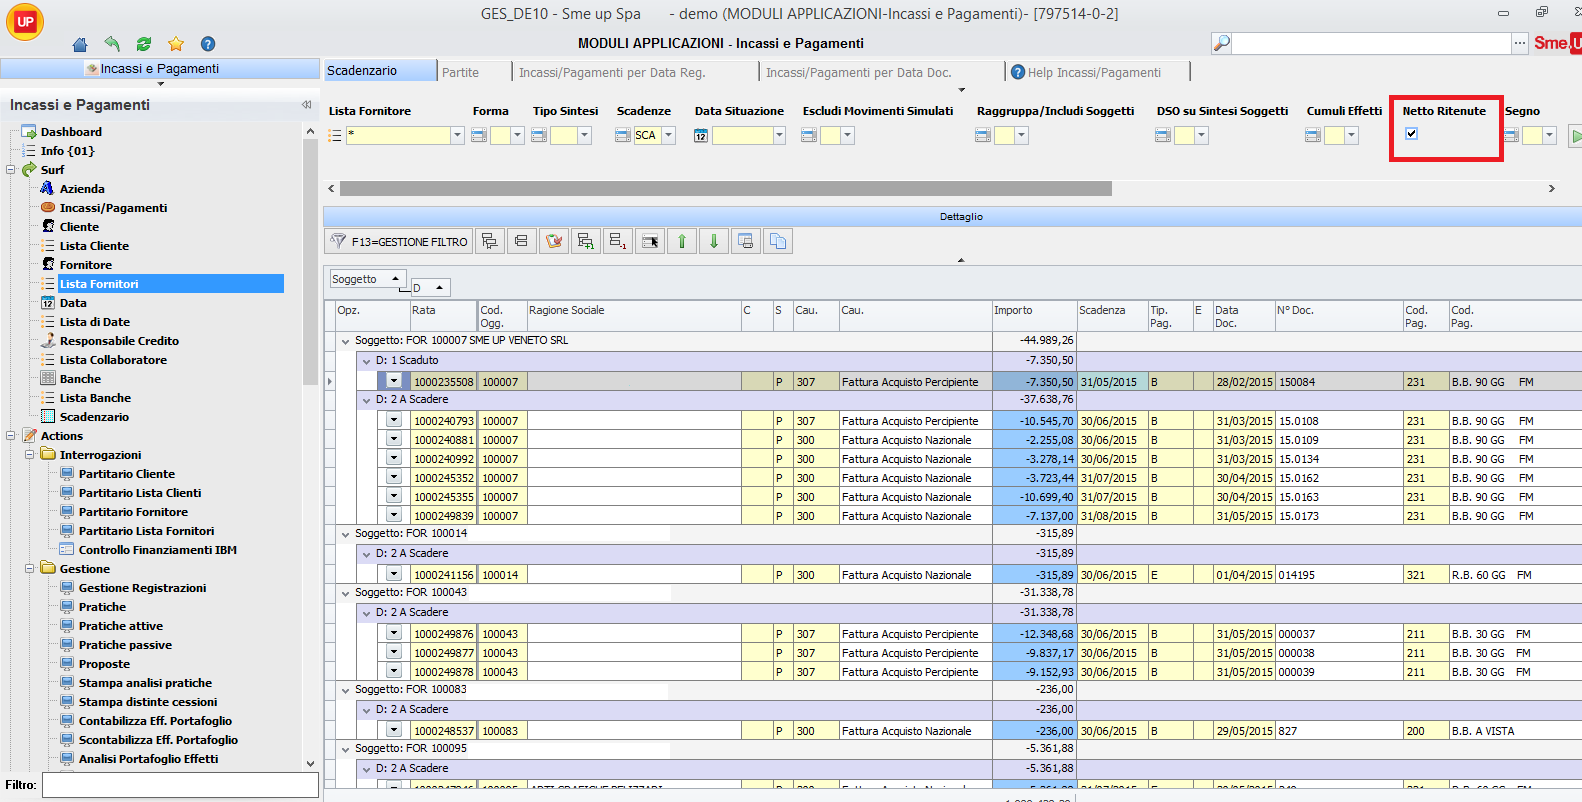 GES_DE10 - Sme up Spa - demo (MODULI APPLICAZIONI-Incassi e Pagamenti)- [797514-0-2]
UP
MODULI APPLICAZIONI - Incassi e Pagamenti
Sme.U
Incassi e Pagamenti
Scadenzario Partite Incassi/Pagamenti per Data Reg. Incassi/Pagamenti per Data Doc. Help Incassi/Pagamenti
Incassi e Pagamenti
Lista Fornitore Forma Tipo Sintesi Scadenze Data Situazione Escludi Movimenti Simulati Raggruppa/Includi Soggetti DSO su Sintesi Soggetti Cumuli Effetti Netto Ritenute Segno
* SCA 12
Dashboard
Info {01}
Surf
Azienda
Incassi/Pagamenti
Cliente
Lista Cliente
Fornitore
Lista Fornitori
Data
Lista di Date
Responsabile Credito
Lista Collaboratore
Banche
Lista Banche
Scadenzario
Actions
Interrogazioni
Partitario Cliente
Partitario Lista Clienti
Partitario Fornitore
Partitario Lista Fornitori
Controllo Finanziamenti IBM
Gestione
Gestione Registrazioni
Pratiche
Pratiche attive
Pratiche passive
Proposte
Stampa analisi pratiche
Stampa distinte cessioni
Contabilizza Eff. Portafoglio
Scontabilizza Eff. Portafoglio
Analisi Portafoglio Effetti
Filtro:
Dettaglio
F13=GESTIONE FILTRO
Soggetto
D
Opz. Rata Cod. Ogg. Ragione Sociale C S Cau. Cau. Importo Scadenza Tip. Pag. E Data Doc. N° Doc. Cod. Pag. Cod. Pag.
Soggetto: FOR 100007 SME UP VENETO SRL -44.989,26
D: 1 Scaduto -7.350,50
1000235508 100007 P 307 Fattura Acquisto Percipiente -7.350,50 31/05/2015 B 28/02/2015 150084 231 B.B. 90 GG FM
D: 2 A Scadere -37.638,76
1000240793 100007 P 307 Fattura Acquisto Percipiente -10.545,70 30/06/2015 B 31/03/2015 15.0108 231 B.B. 90 GG FM
1000240881 100007 P 300 Fattura Acquisto Nazionale -2.255,08 30/06/2015 B 31/03/2015 15.0109 231 B.B. 90 GG FM
1000240992 100007 P 300 Fattura Acquisto Nazionale -3.278,14 30/06/2015 B 31/03/2015 15.0134 231 B.B. 90 GG FM
1000245352 100007 P 300 Fattura Acquisto Nazionale -3.723,44 31/07/2015 B 30/04/2015 15.0162 231 B.B. 90 GG FM
1000245355 100007 P 300 Fattura Acquisto Nazionale -10.699,40 31/07/2015 B 30/04/2015 15.0163 231 B.B. 90 GG FM
1000249839 100007 P 300 Fattura Acquisto Nazionale -7.137,00 31/08/2015 B 31/05/2015 15.0173 231 B.B. 90 GG FM
Soggetto: FOR 100014 -315,89
D: 2 A Scadere -315,89
1000241156 100014 P 300 Fattura Acquisto Nazionale -315,89 30/06/2015 E 01/04/2015 014195 321 R.B. 60 GG FM
Soggetto: FOR 100043 -31.338,78
D: 2 A Scadere -31.338,78
1000249876 100043 P 307 Fattura Acquisto Percipiente -12.348,68 30/06/2015 B 31/05/2015 000037 211 B.B. 30 GG FM
1000249877 100043 P 307 Fattura Acquisto Percipiente -9.837,17 30/06/2015 B 31/05/2015 000038 211 B.B. 30 GG FM
1000249878 100043 P 307 Fattura Acquisto Percipiente -9.152,93 30/06/2015 B 31/05/2015 000039 211 B.B. 30 GG FM
Soggetto: FOR 100083 -236,00
D: 2 A Scadere -236,00
1000248537 100083 P 300 Fattura Acquisto Nazionale -236,00 30/06/2015 B 29/05/2015 827 200 B.B. A VISTA
Soggetto: FOR 100095 -5.361,88
D: 2 A Scadere -5.361,88